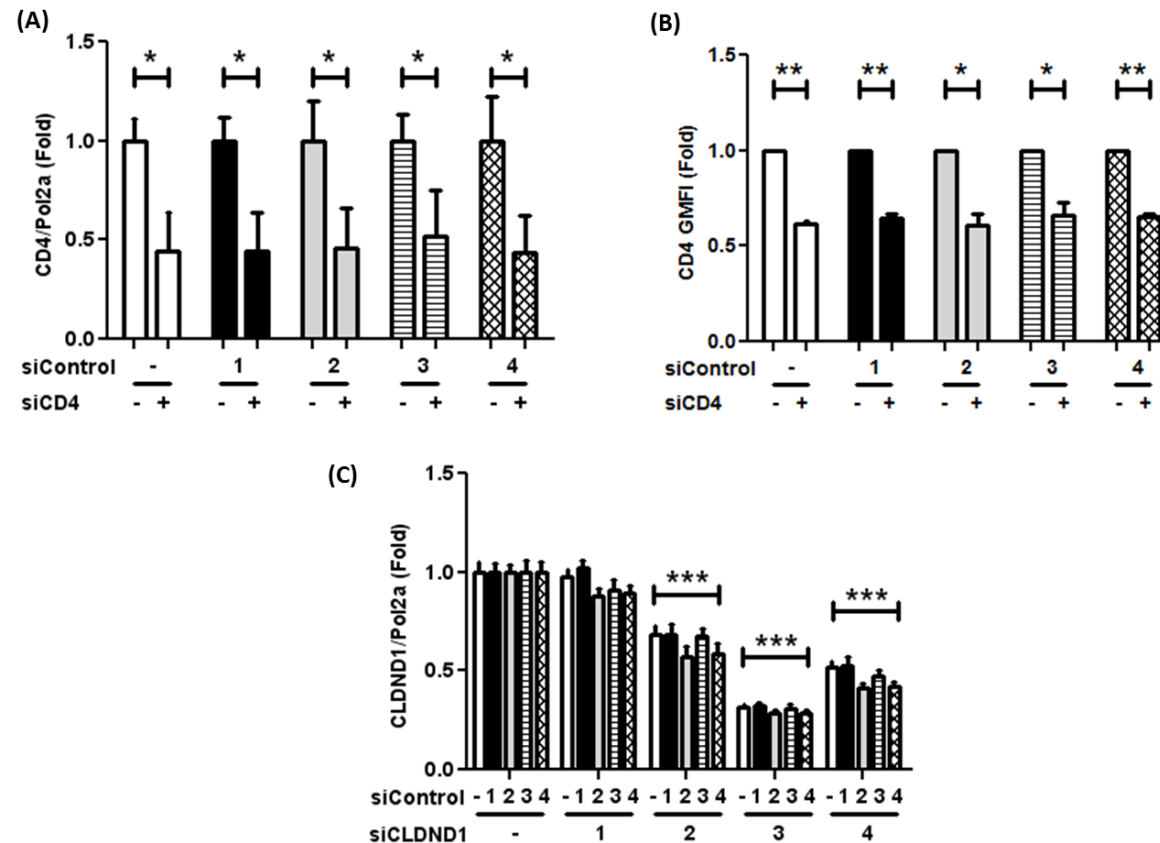 (A)
1.5
1.0
0.5
0.0
CD4/Pol2a (Fold)
* * * * *
siControl - 1 2 3 4
siCD4 - + - + - + - + - +
(B)
1.5
1.0
0.5
0.0
CD4 GMFI (Fold)
** ** * * **
siControl - 1 2 3 4
siCD4 - + - + - + - + - +
(C)
1.5
1.0
0.5
0.0
CLDND1/Pol2a (Fold)
*** *** ***
siControl - 1 2 3 4 - 1 2 3 4 - 1 2 3 4 - 1 2 3 4 - 1 2 3 4
siCLDND1 - 1 2 3 4